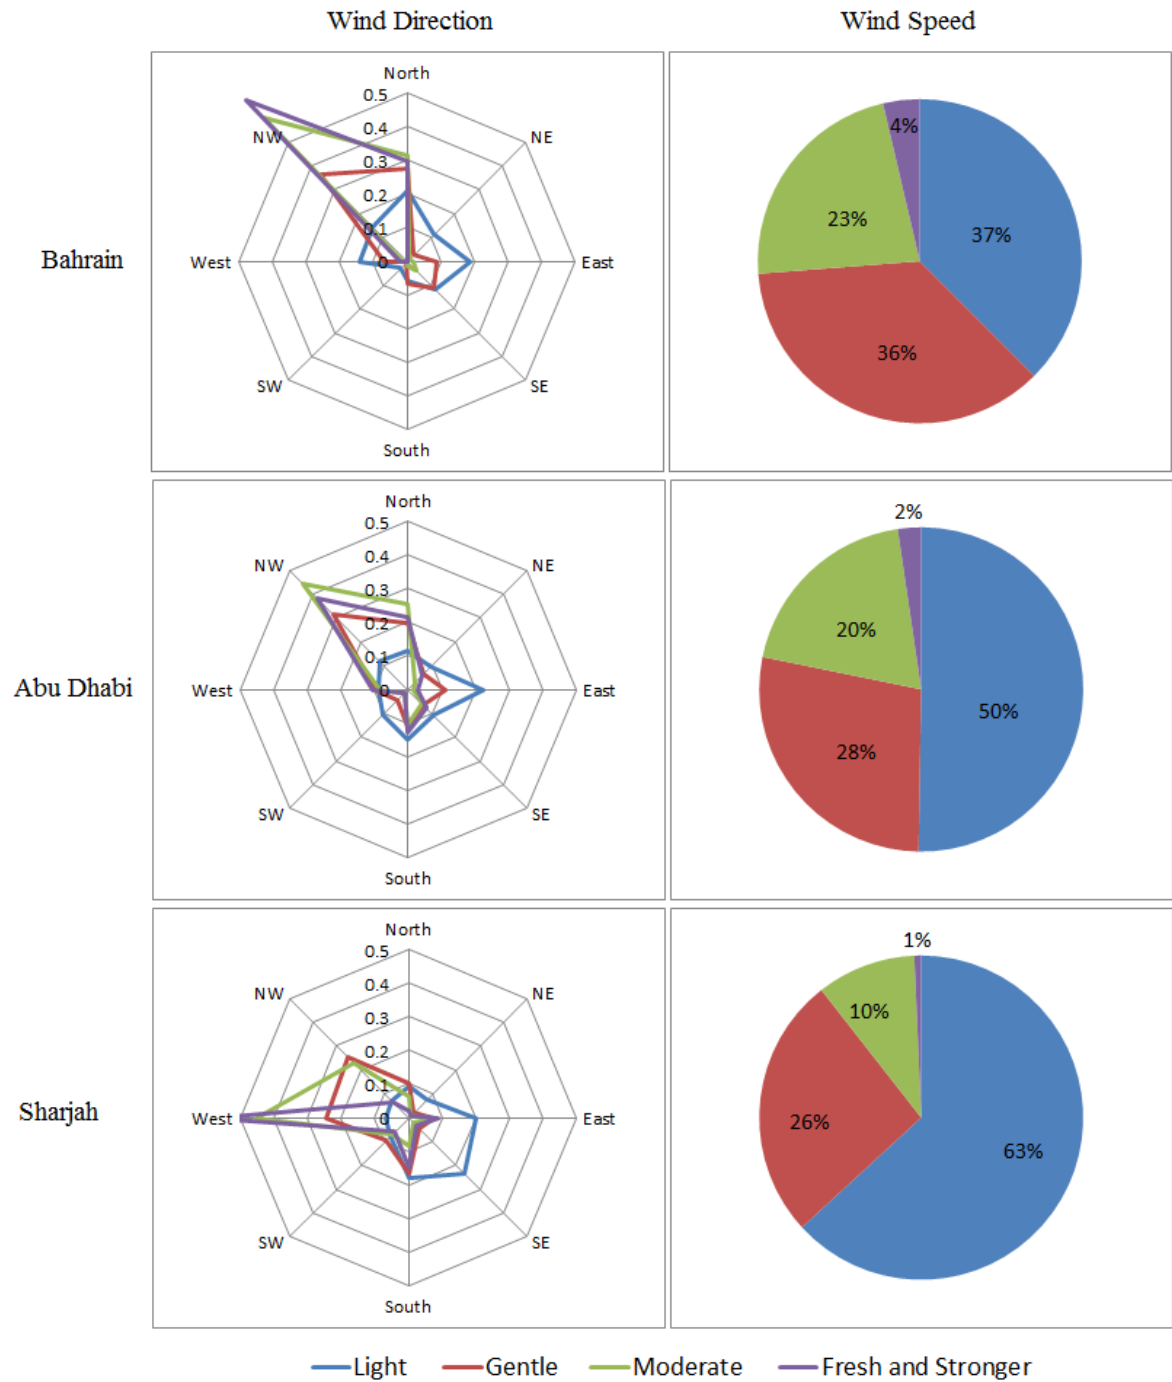 Wind Direction Wind Speed
Bahrain
North
NE
East
SE
South
SW
West
NW
0.5
0.4
0.3
0.2
0.1
0
4%
37%
36%
23%
Abu Dhabi
North
NE
East
SE
South
SW
West
NW
0.5
0.4
0.3
0.2
0.1
0
2%
50%
28%
20%
Sharjah
North
NE
East
SE
South
SW
West
NW
0.5
0.4
0.3
0.2
0.1
0
1%
63%
26%
10%
Light Gentle Moderate Fresh and Stronger